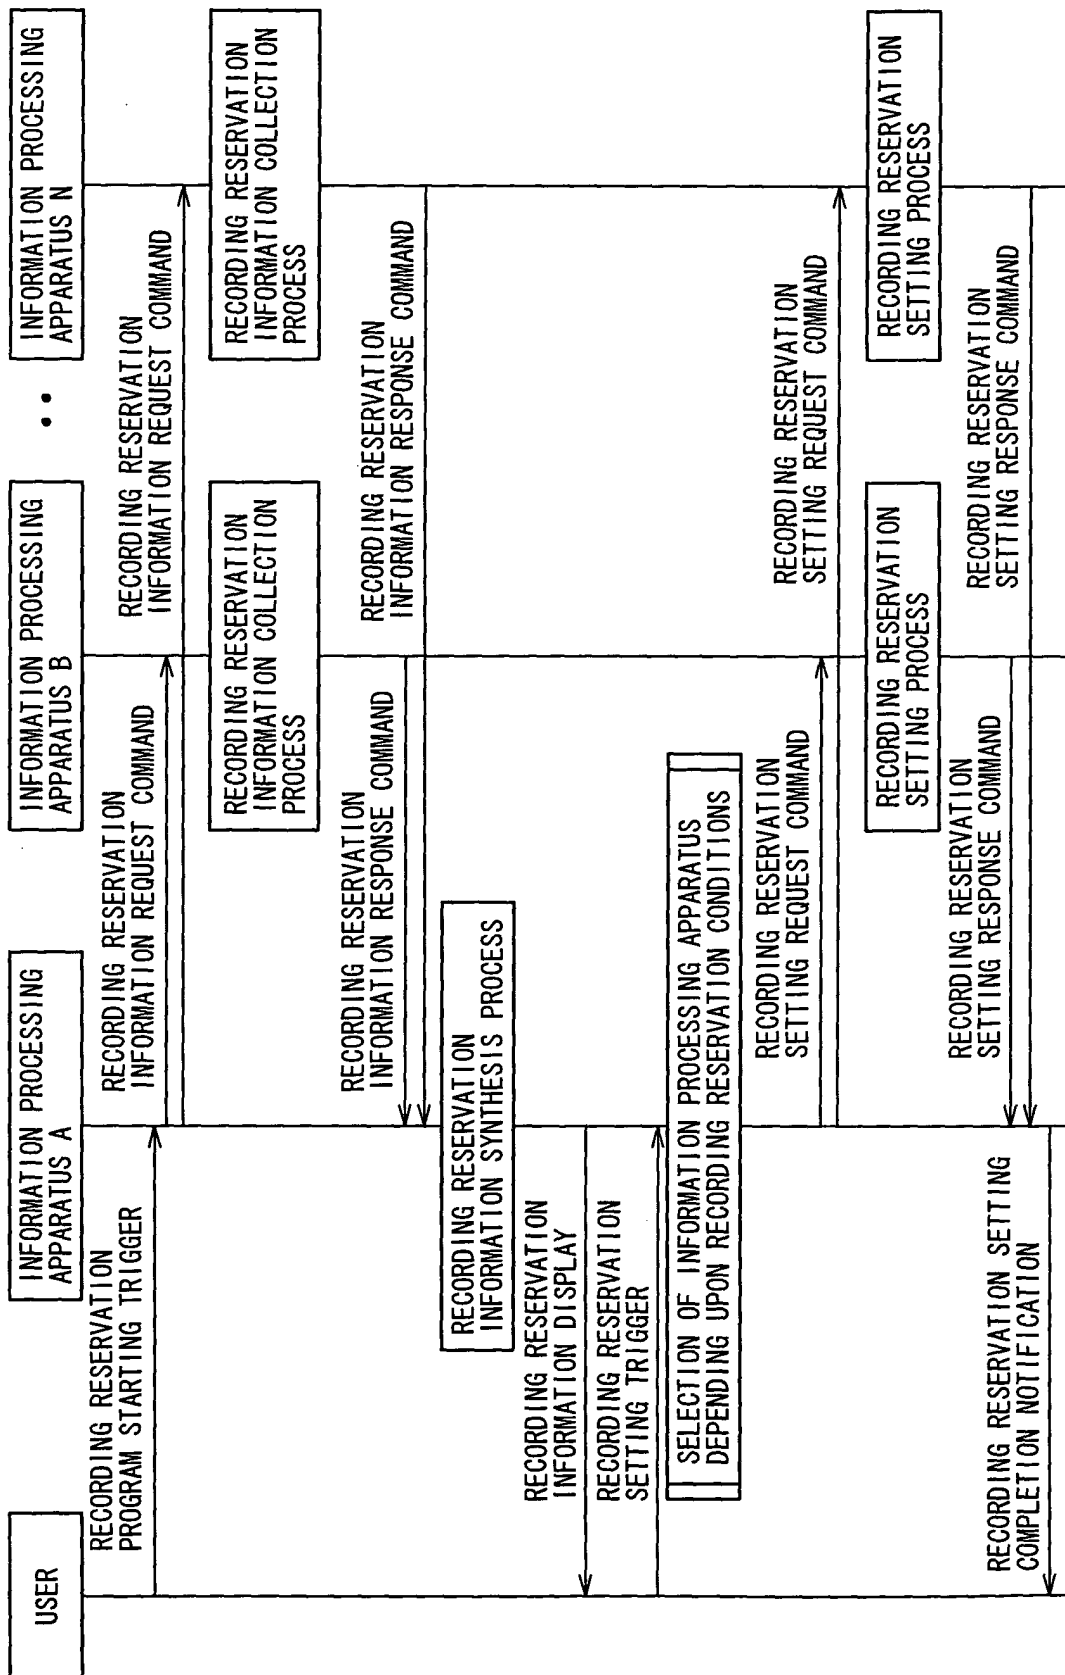 USER
INFORMATION PROCESSING
APPARATUS A
INFORMATION PROCESSING
APPARATUS B
INFORMATION PROCESSING
APPARATUS N
RECORDING RESERVATION
PROGRAM STARTING TRIGGER
RECORDING RESERVATION
INFORMATION REQUEST COMMAND
RECORDING RESERVATION
INFORMATION REQUEST COMMAND
RECORDING RESERVATION
INFORMATION COLLECTION
PROCESS
RECORDING RESERVATION
INFORMATION COLLECTION
PROCESS
RECORDING RESERVATION
INFORMATION RESPONSE COMMAND
RECORDING RESERVATION
INFORMATION RESPONSE COMMAND
RECORDING RESERVATION
INFORMATION SYNTHESIS PROCESS
RECORDING RESERVATION
INFORMATION DISPLAY
RECORDING RESERVATION
SETTING TRIGGER
SELECTION OF INFORMATION PROCESSING APPARATUS
DEPENDING UPON RECORDING RESERVATION CONDITIONS
RECORDING RESERVATION
SETTING REQUEST COMMAND
RECORDING RESERVATION
SETTING REQUEST COMMAND
RECORDING RESERVATION
SETTING PROCESS
RECORDING RESERVATION
SETTING PROCESS
RECORDING RESERVATION
SETTING RESPONSE COMMAND
RECORDING RESERVATION
SETTING RESPONSE COMMAND
RECORDING RESERVATION SETTING
COMPLETION NOTIFICATION